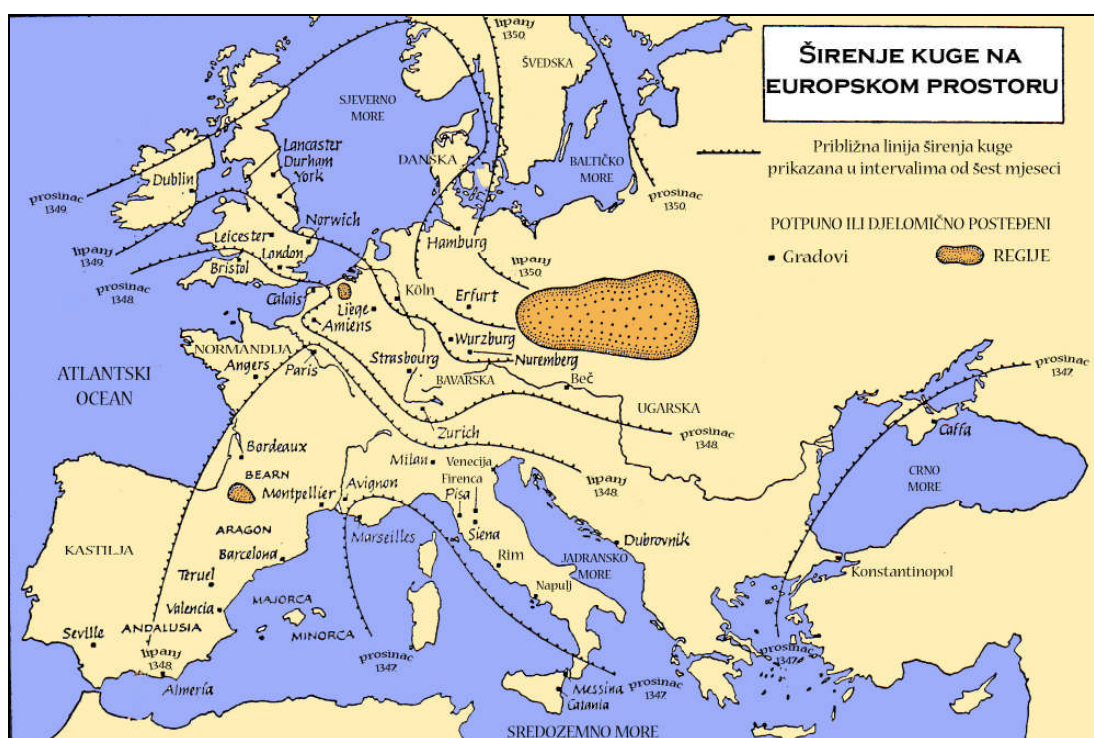 ŠIRENJE KUGE NA
EUROPSKOM PROSTORU
Približna linija širenja kuge
prikazana u intervalima od šest mjeseci
POTPUNO ILI DJELOMIČNO POSTEĐENI
Gradovi
REGIJE
lipanj
1350.
ŠVEDSKA
SJEVERNO
MORE
Lancaster
Durham
York
DANSKA
BALTIČKO
MORE
prosinac
1350.
Dublin
prosinac
1349.
Norwich
Leicester
Hamburg
lipanj
1349.
London
Bristol
lipanj
1350.
prosinac
1348.
Calais
Köln
Erfurt
Liège
Amiens
Wurzburg
NORMANDIJA
Angers
Paris
Strasbourg
Nuremberg
BAVARSKA
Beč
prosinac
1347.
ATLANTSKI
OCEAN
UGARSKA
Zurich
prosinac
1348.
Caffa
Bordeaux
Milan
Venecija
lipanj
1348.
CRNO
MORE
BEARN
Avignon
Firenca
Montpellier
Pisa
ARAGON
Marseilles
Siena
Dubrovnik
KASTILJA
Barcelona
Rim
JADRANSKO
MORE
Konstantinopol
Teruel
Napulj
Valencia
MAJORCA
ANDALUSIA
MINORCA
Seville
lipanj
1348.
prosinac
1347.
prosinac
1347.
prosinac
1347.
Almería
Messina
Catania
SREDOZEMNO MORE